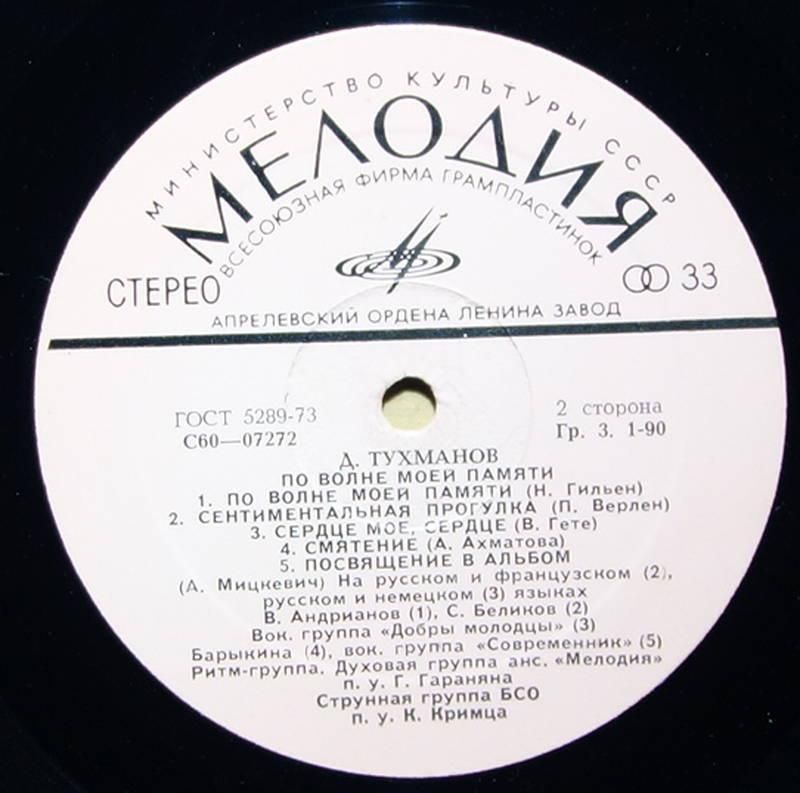 МИНИСТЕРСТВО КУЛЬТУРЫ СССР
МЕЛОДИЯ
ВСЕСОЮЗНАЯ ФИРМА ГРАМПЛАСТИНОК
СТЕРЕО
33
АПРЕЛЕВСКИЙ ОРДЕНА ЛЕНИНА ЗАВОД
ГОСТ 5289-73
2 сторона
С60—07272
Гр. 3. 1-90
Д. ТУХМАНОВ
ПО ВОЛНЕ МОЕЙ ПАМЯТИ
1. ПО ВОЛНЕ МОЕЙ ПАМЯТИ (Н. Гильен)
2. СЕНТИМЕНТАЛЬНАЯ ПРОГУЛКА (П. Верлен)
3. СЕРДЦЕ МОЕ, СЕРДЦЕ (В. Гете)
4. СМЯТЕНИЕ (А. Ахматова)
5. ПОСВЯЩЕНИЕ В АЛЬБОМ
(А. Мицкевич) На русском и французском (2),
русском и немецком (3) языках
В. Андрианов (1), С. Беликов (2)
Вок. группа «Добры молодцы» (3)
Барыкина (4), вок. группа «Современник» (5)
Ритм-группа. Духовая группа анс. «Мелодия»
п. у. Г. Гараняна
Струнная группа БСО
п. у. К. Кримца